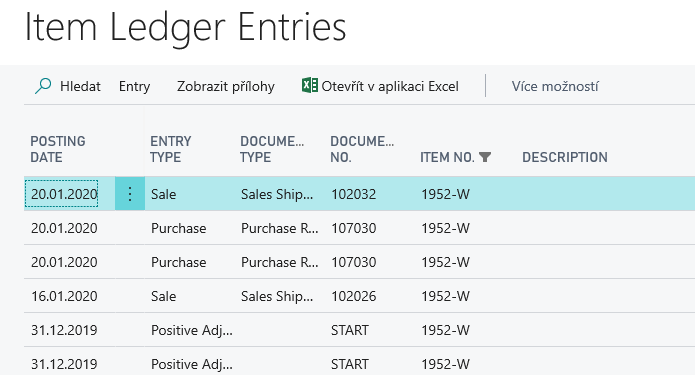 Item Ledger Entries
Hledat Entry Zobrazit přílohy Otevřít v aplikaci Excel Více možností
POSTING DATE ENTRY TYPE DOCUME... TYPE DOCUME... NO. ITEM NO. DESCRIPTION
20.01.2020 Sale Sales Ship... 102032 1952-W
20.01.2020 Purchase Purchase R... 107030 1952-W
20.01.2020 Purchase Purchase R... 107030 1952-W
16.01.2020 Sale Sales Ship... 102026 1952-W
31.12.2019 Positive Adj... START 1952-W
31.12.2019 Positive Adj... START 1952-W